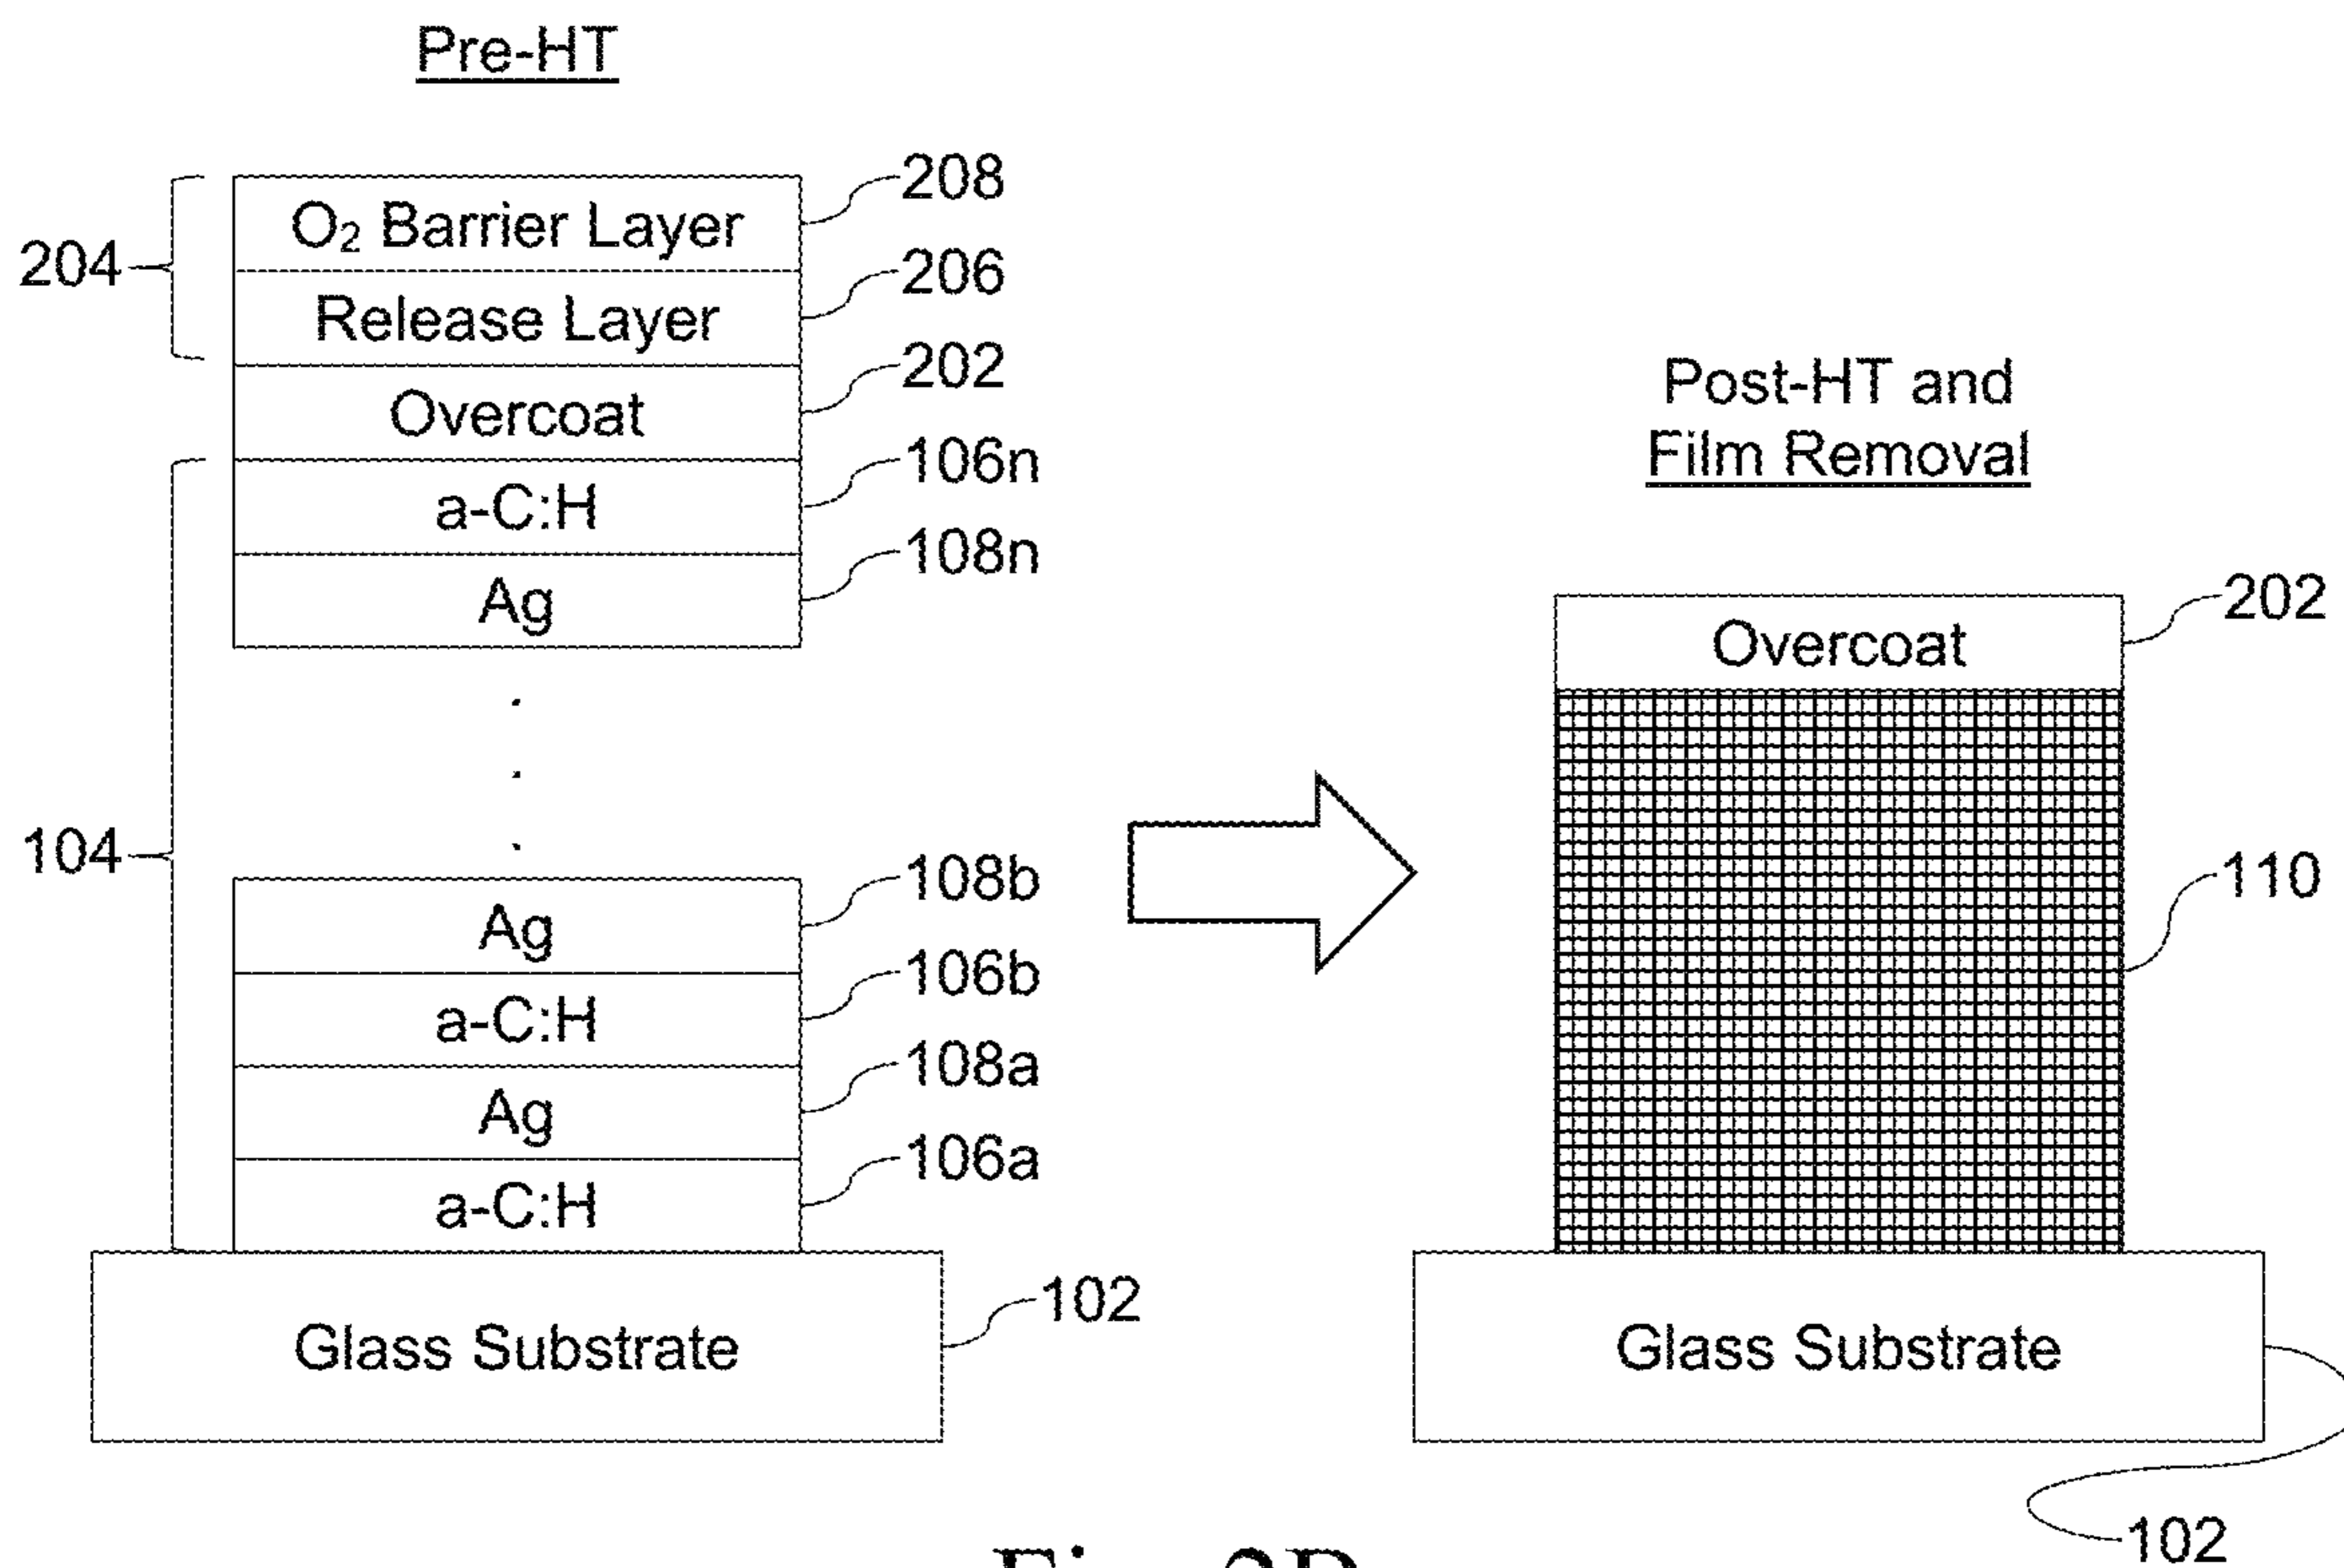 Pre-HT
208
O₂ Barrier Layer
204
206
Release Layer
202
Overcoat
106n
a-C:H
108n
Ag
104
108b
Ag
106b
a-C:H
108a
Ag
106a
a-C:H
102
Glass Substrate
Post-HT and
Film Removal
202
Overcoat
110
Glass Substrate
102